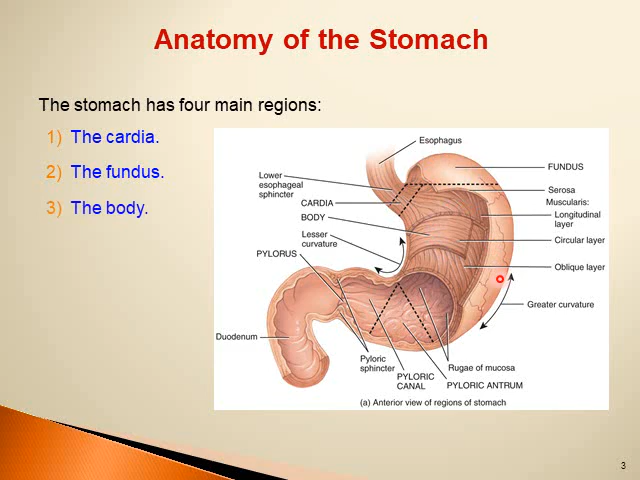 Anatomy of the Stomach
The stomach has four main regions:
1) The cardia.
2) The fundus.
3) The body.
Esophagus
FUNDUS
Lower
esophageal
sphincter
Serosa
CARDIA
Muscularis:
BODY
Longitudinal
layer
Lesser
curvature
Circular layer
PYLORUS
Oblique layer
Greater curvature
Duodenum
Pyloric
sphincter
Rugae of mucosa
PYLORIC
CANAL
PYLORIC ANTRUM
(a) Anterior view of regions of stomach
3